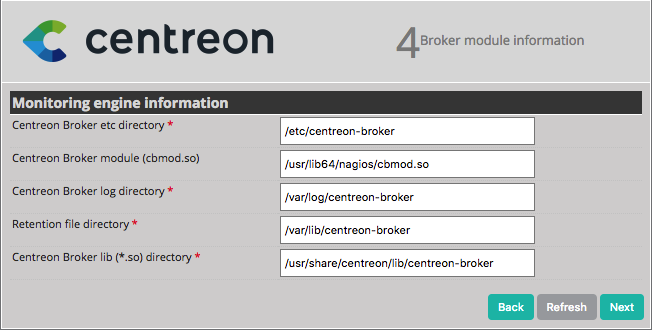 centreon
4 Broker module information
Monitoring engine information
Centreon Broker etc directory * /etc/centreon-broker
Centreon Broker module (cbmod.so) /usr/lib64/nagios/cbmod.so
Centreon Broker log directory * /var/log/centreon-broker
Retention file directory * /var/lib/centreon-broker
Centreon Broker lib (*.so) directory * /usr/share/centreon/lib/centreon-broker
Back Refresh Next